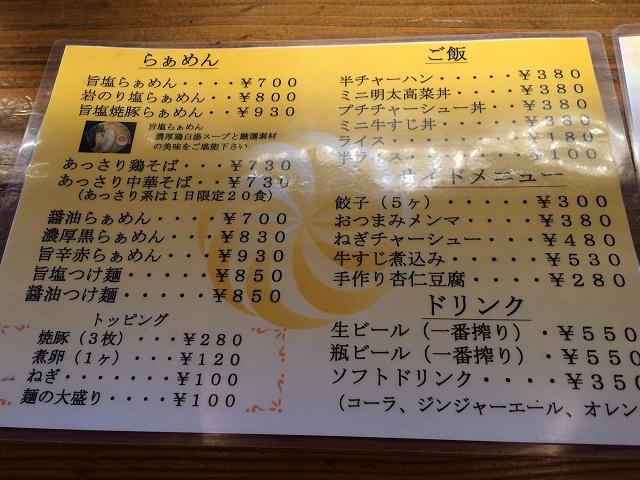 らぁめん
旨塩らぁめん・・・・￥７００
岩のり塩らぁめん・・￥８００
旨塩焼豚らぁめん・・￥９３０
旨塩らぁめん
濃厚鶏白湯スープと厳選素材
の美味をご堪能下さい
あっさり鶏そば・・・￥７３０
あっさり中華そば・・￥７３０
（あっさり系は１日限定２０食）
醤油らぁめん・・・・￥７００
濃厚黒らぁめん・・・￥８３０
旨辛赤らぁめん・・・￥９３０
旨塩つけ麺・・・・・￥８５０
醤油つけ麺・・・・・￥８５０
トッピング
焼豚（３枚）・・・￥２８０
煮卵（１ヶ）・・・￥１２０
ねぎ・・・・・・・￥１００
麺の大盛り・・・・￥１００
ご飯
半チャーハン・・・・￥３８０
ミニ明太高菜丼・・・￥３８０
プチチャーシュー丼・・￥３８０
ミニ牛すじ丼・・・・￥３８０
ライス・・・・・・・￥１８０
半ライス・・・・・・￥１００
サイドメニュー
餃子（５ヶ）・・・・￥３００
おつまみメンマ・・・￥３８０
ねぎチャーシュー・・￥４８０
牛すじ煮込み・・・・￥５３０
手作り杏仁豆腐・・・￥２８０
ドリンク
生ビール（一番搾り）・￥５５０
瓶ビール（一番搾り）・￥５５０
ソフトドリンク・・・・￥３５０
（コーラ、ジンジャーエール、オレン